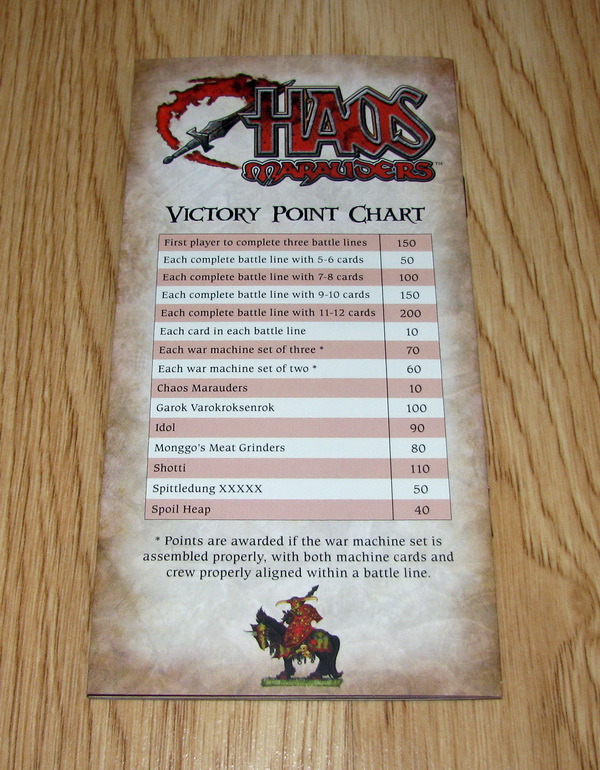 CHAOS
MARAUDERS™
VICTORY POINT CHART
First player to complete three battle lines 150
Each complete battle line with 5-6 cards 50
Each complete battle line with 7-8 cards 100
Each complete battle line with 9-10 cards 150
Each complete battle line with 11-12 cards 200
Each card in each battle line 10
Each war machine set of three * 70
Each war machine set of two * 60
Chaos Marauders 10
Garok Varokroksenrok 100
Idol 90
Monggo's Meat Grinders 80
Shotti 110
Spittledung XXXXX 50
Spoil Heap 40
* Points are awarded if the war machine set is
assembled properly, with both machine cards and
crew properly aligned within a battle line.